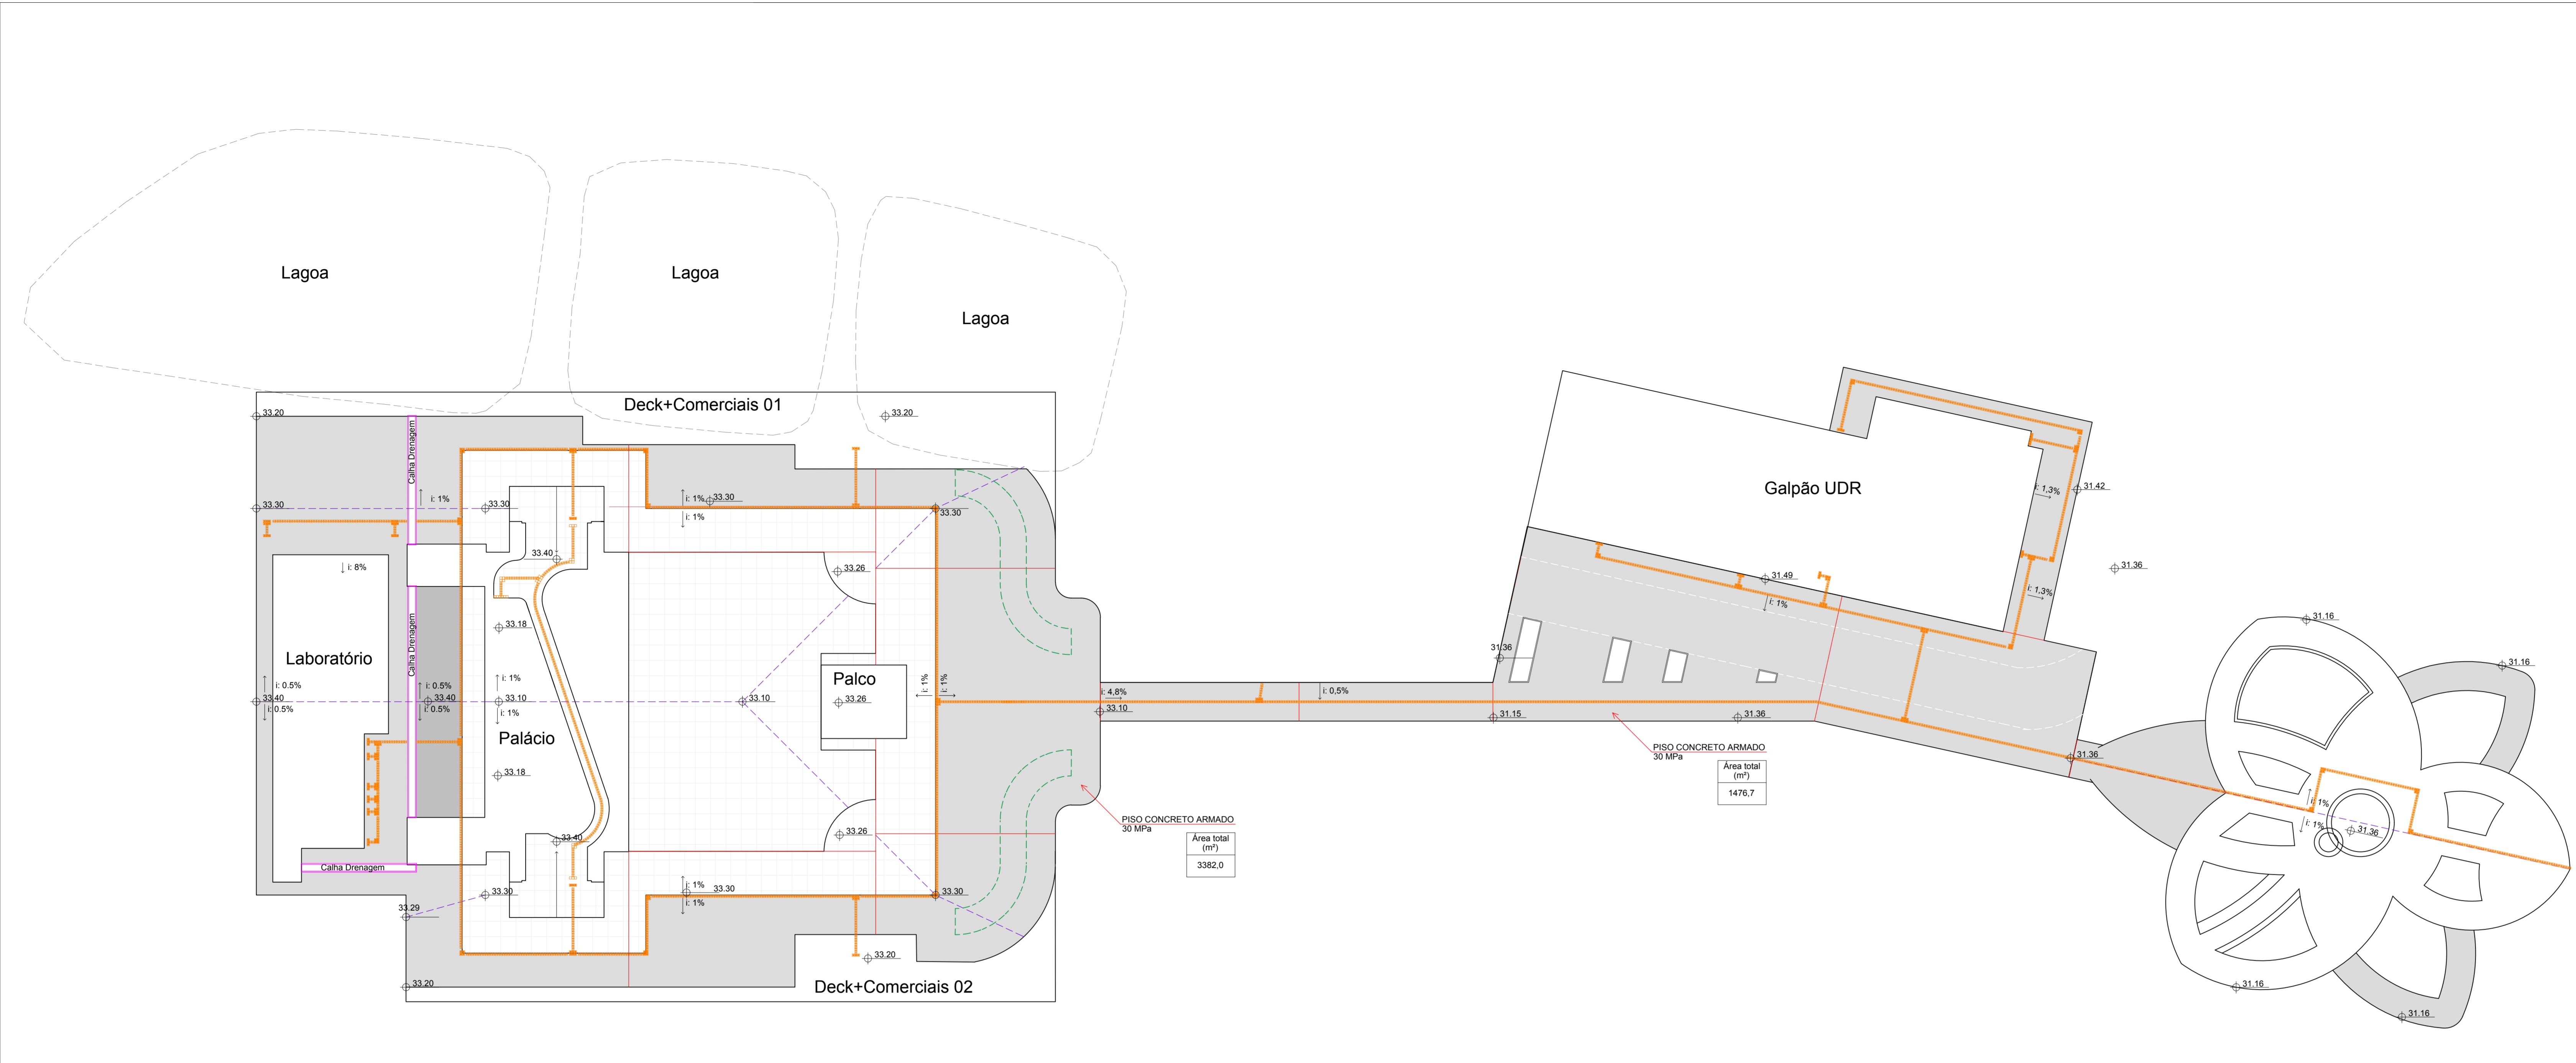 Lagoa
Lagoa
Lagoa
Deck+Comerciais 01
33.20
33.20
Calha Drenagem
i: 1%
33.30
33.30
i: 1%
33.30
i: 1%
33.30
33.40
33.26
i: 8%
Calha Drenagem
33.18
Laboratório
i: 0.5%
33.40
i: 0.5%
i: 0.5%
33.40
i: 0.5%
i: 1%
33.10
i: 1%
33.10
Palco
33.26
i: 1%
i: 1%
Palácio
33.18
33.40
33.26
Calha Drenagem
33.30
33.29
i: 1%
33.30
i: 1%
33.30
33.20
33.20
Deck+Comerciais 02
i: 4,8%
33.10
i: 0,5%
PISO CONCRETO ARMADO
30 MPa
Área total
(m²)
3382,0
Galpão UDR
i: 1,3%
31.42
31.36
31.49
i: 1%
i: 1,3%
31.36
31.15
31.36
PISO CONCRETO ARMADO
30 MPa
Área total
(m²)
1476,7
31.36
31.16
31.16
i: 1%
i: 1%
31.36
31.16
31.16